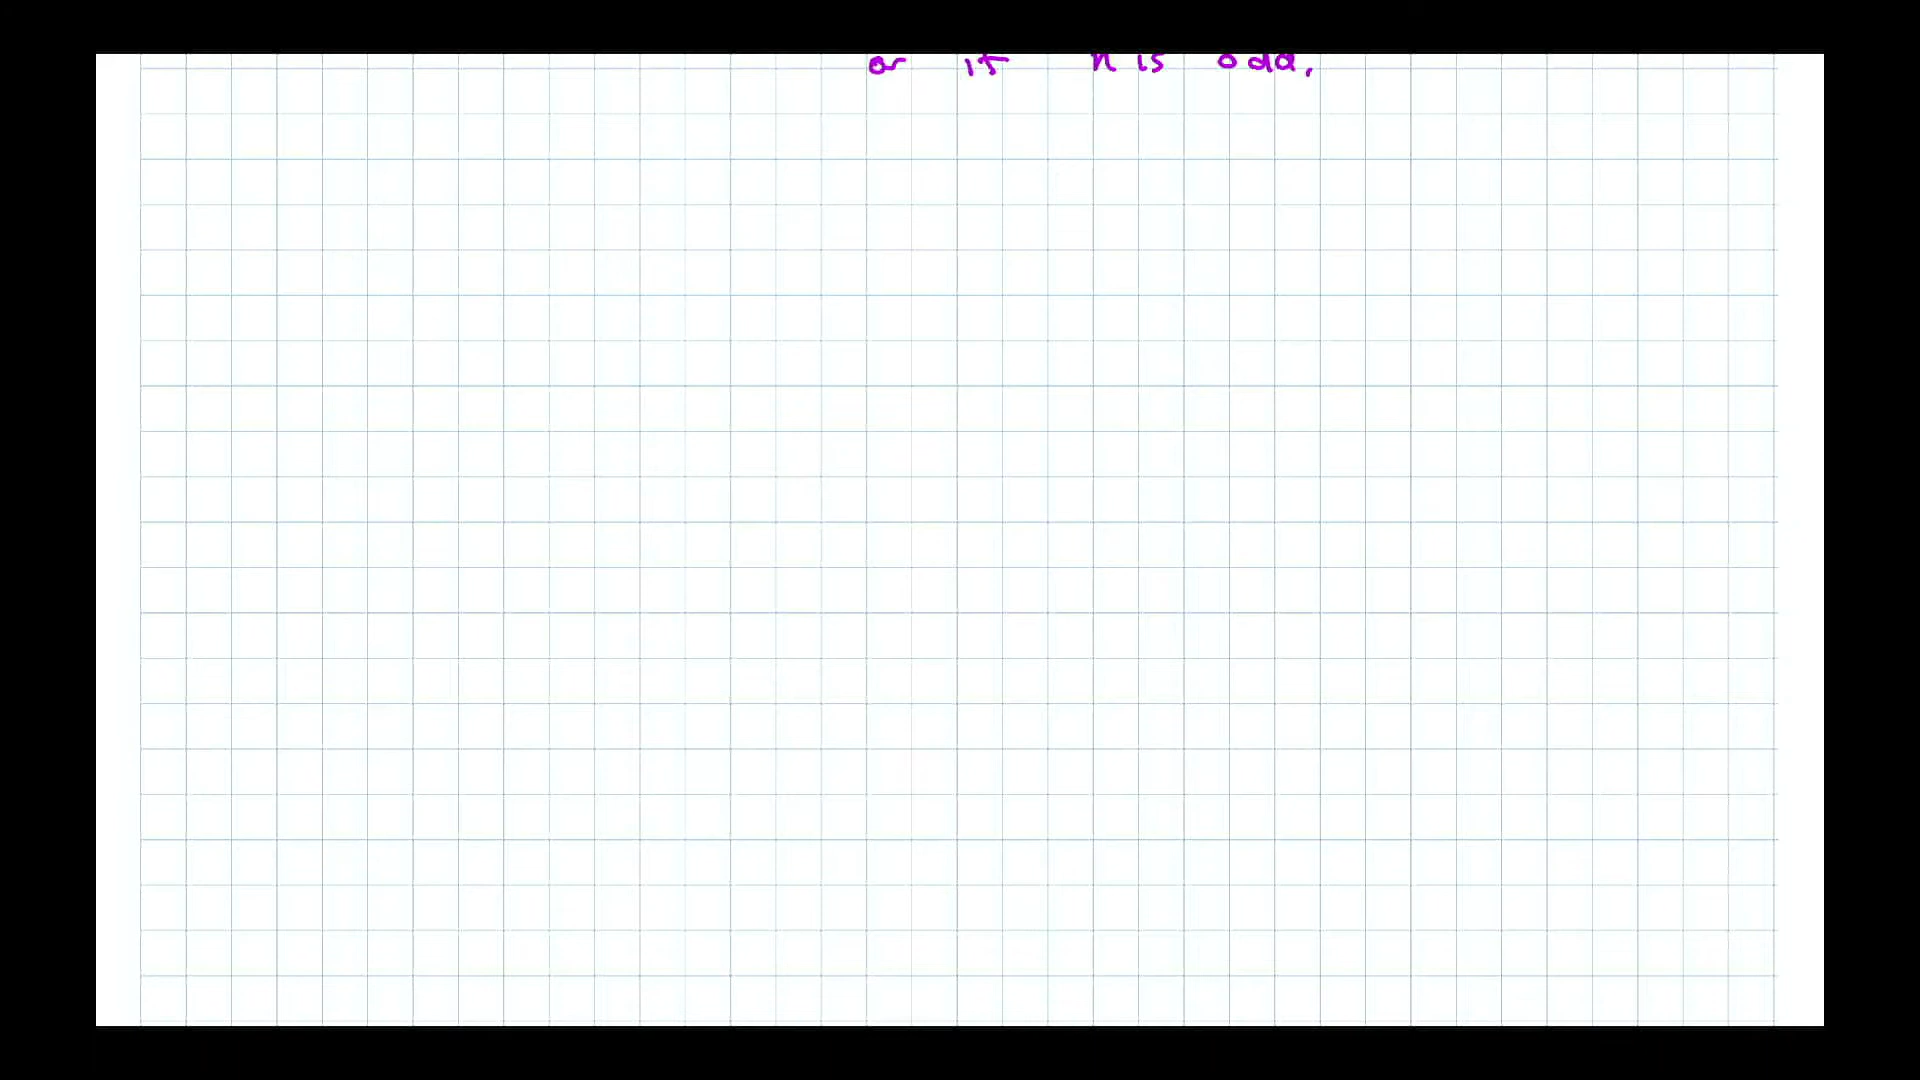 or if n is odd.